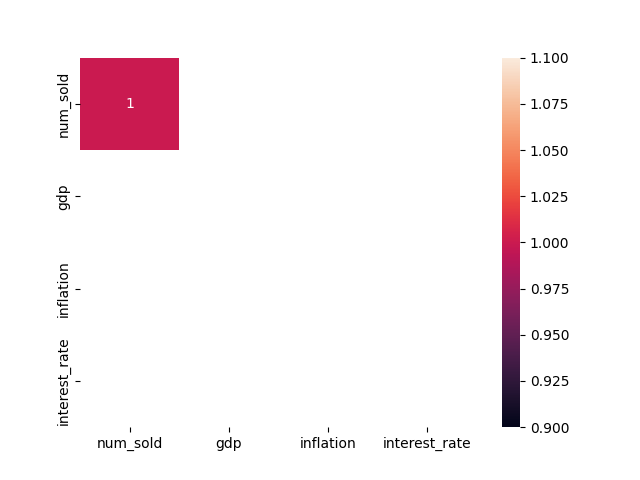 num_sold
gdp
inflation
interest_rate
1
num_sold
gdp
inflation
interest_rate
1.100
1.075
1.050
1.025
1.000
0.975
0.950
0.925
0.900